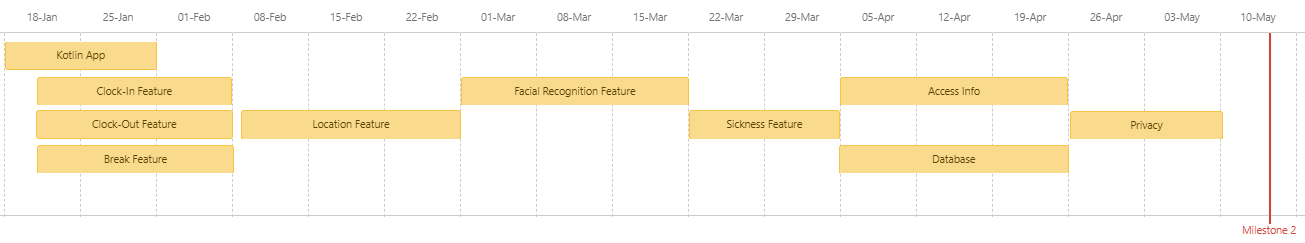 18-Jan 25-Jan 01-Feb 08-Feb 15-Feb 22-Feb 01-Mar 08-Mar 15-Mar 22-Mar 29-Mar 05-Apr 12-Apr 19-Apr 26-Apr 03-May 10-May
Kotlin App
Clock-In Feature Facial Recognition Feature Access Info
Clock-Out Feature Location Feature Sickness Feature Privacy
Break Feature Database
Milestone 2